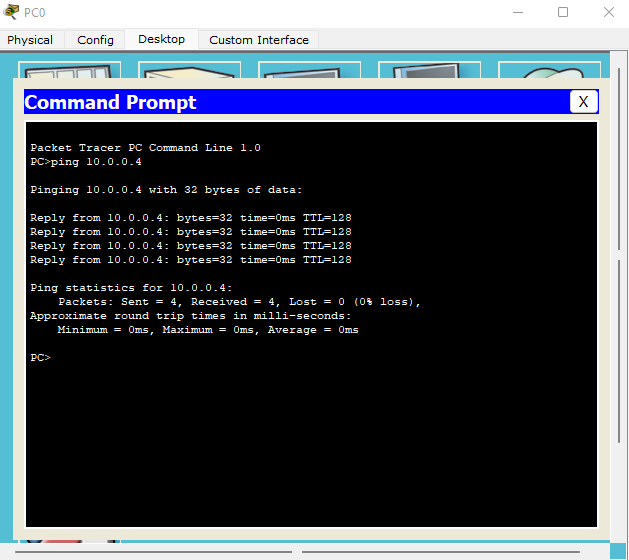 PC0
Physical Config Desktop Custom Interface
Command Prompt X
Packet Tracer PC Command Line 1.0
PC>ping 10.0.0.4
Pinging 10.0.0.4 with 32 bytes of data:
Reply from 10.0.0.4: bytes=32 time=0ms TTL=128
Reply from 10.0.0.4: bytes=32 time=0ms TTL=128
Reply from 10.0.0.4: bytes=32 time=0ms TTL=128
Reply from 10.0.0.4: bytes=32 time=0ms TTL=128
Ping statistics for 10.0.0.4:
Packets: Sent = 4, Received = 4, Lost = 0 (0% loss),
Approximate round trip times in milli-seconds:
Minimum = 0ms, Maximum = 0ms, Average = 0ms
PC>